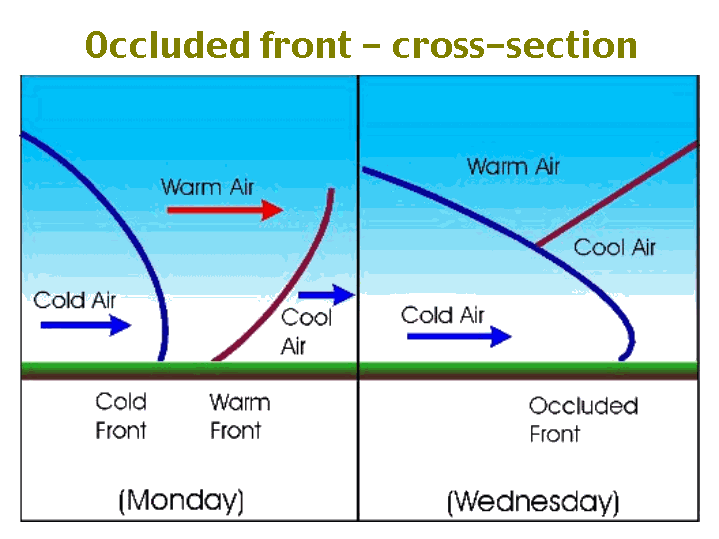 Occluded front - cross-section
Warm Air
Cold Air
Cool
Air
Cold
Front
Warm
Front
(Monday)
Warm Air
Cool Air
Cold Air
Occluded
Front
(Wednesday)